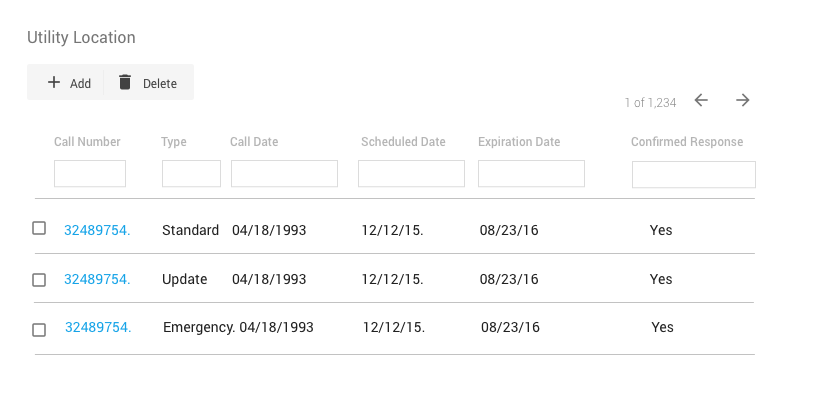 Utility Location
Add Delete
1 of 1,234
Call Number Type Call Date Scheduled Date Expiration Date Confirmed Response
32489754. Standard 04/18/1993 12/12/15. 08/23/16 Yes
32489754. Update 04/18/1993 12/12/15. 08/23/16 Yes
32489754. Emergency. 04/18/1993 12/12/15. 08/23/16 Yes